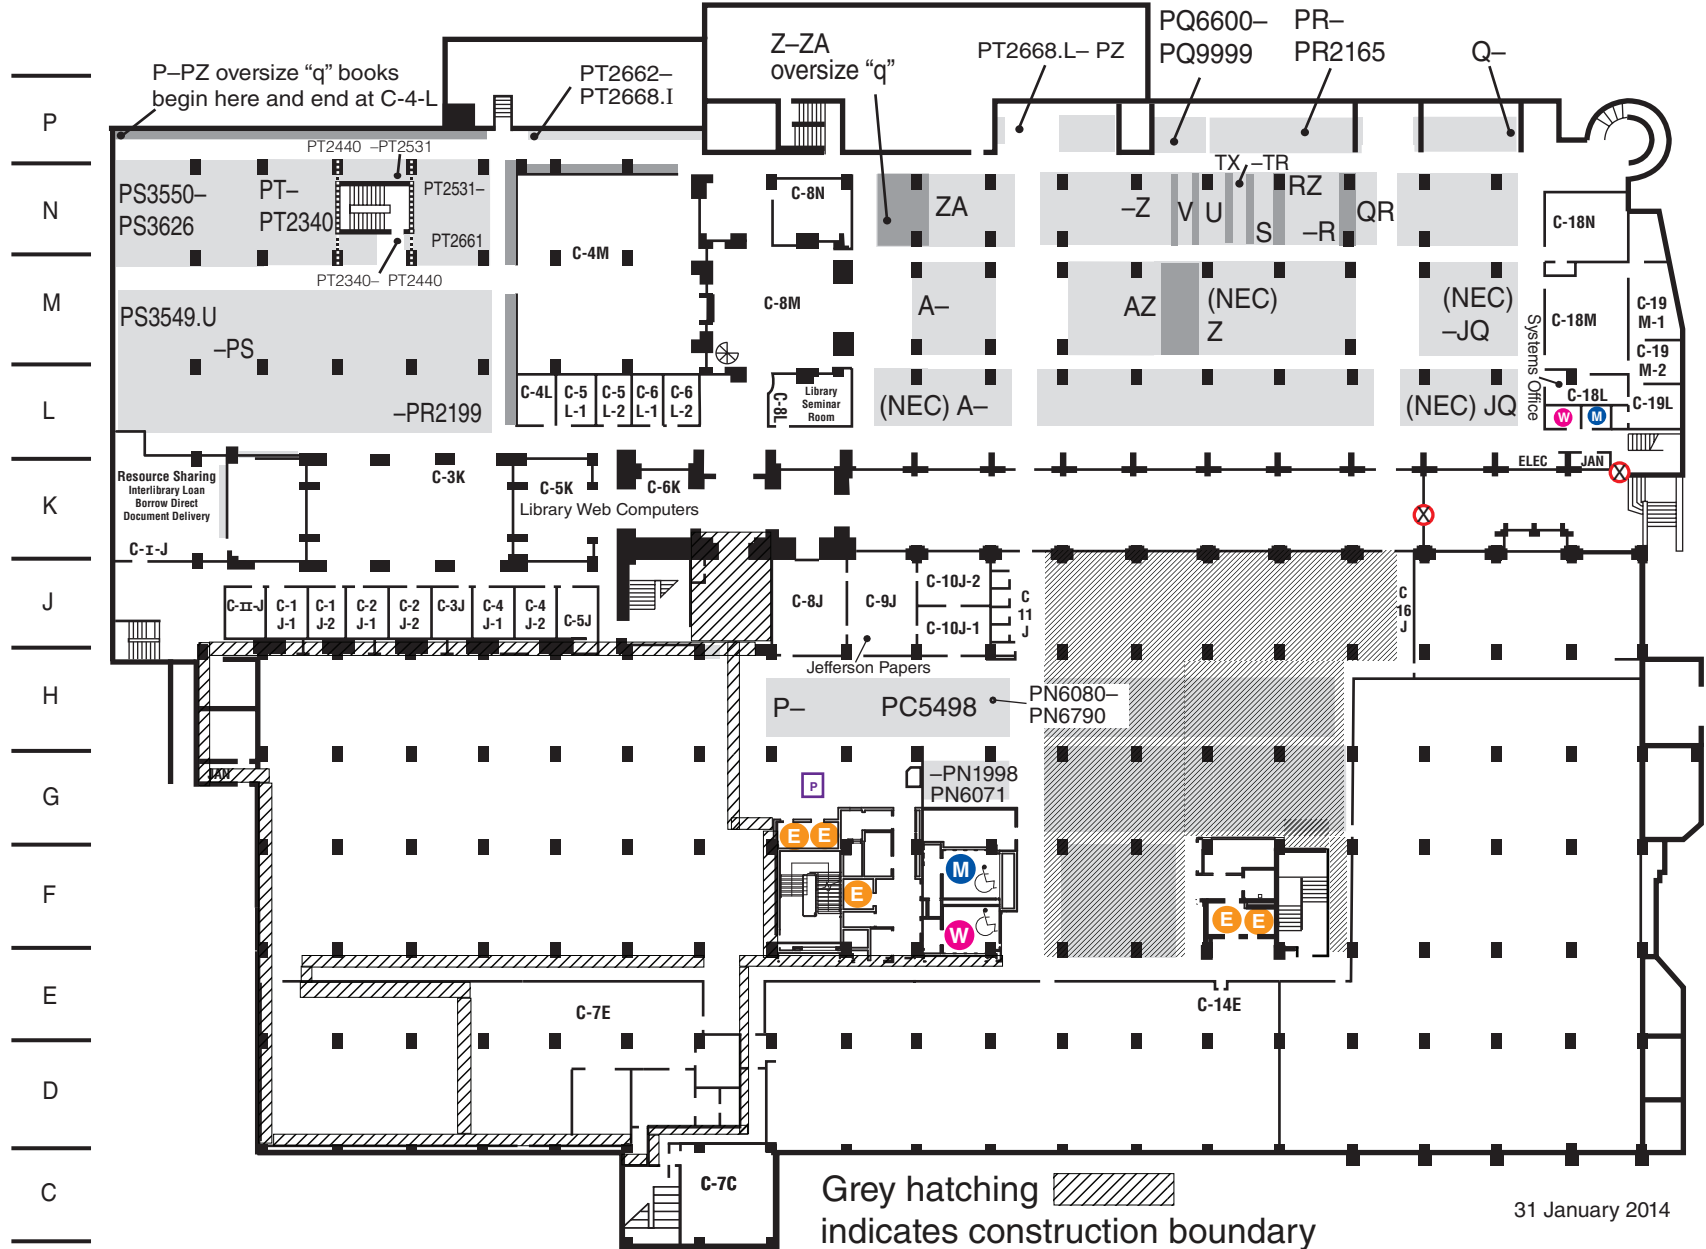 P–PZ oversize “q” books
begin here and end at C-4-L
PT2662–
PT2668.I
Z–ZA
oversize “q”
PT2668.L– PZ
PQ6600–
PQ9999
PR–
PR2165
Q–
P
PT2440 –PT2531
TX –TR
N
PS3550–
PS3626
PT–
PT2340
PT2531–
PT2661
C-4M
C-8N
ZA
–Z
V
U
S
RZ
–R
QR
C-18N
PT2340– PT2440
M
PS3549.U
–PS
C-8M
A–
AZ
(NEC)
Z
(NEC)
–JQ
C-18M
C-19
M-1
C-19
M-2
Systems Office
L
–PR2199
C-4L
C-5
L-1
C-5
L-2
C-6
L-1
C-6
L-2
C-8L
Library
Seminar
Room
(NEC) A–
(NEC) JQ
C-18L
C-19L
W
M
K
Resource Sharing
Interlibrary Loan
Borrow Direct
Document Delivery
C-I-J
C-3K
C-5K
C-6K
Library Web Computers
ELEC
JAN
X
X
J
C-II-J
C-1
J-1
C-1
J-2
C-2
J-1
C-2
J-2
C-3J
C-4
J-1
C-4
J-2
C-5J
C-8J
C-9J
C-10J-2
C-10J-1
C
11
J
C
16
J
Jefferson Papers
H
P–
PC5498
PN6080–
PN6790
G
JAN
P
–PN1998
PN6071
E
E
F
E
M
W
E
E
E
C-7E
C-14E
D
C
C-7C
Grey hatching
indicates construction boundary
31 January 2014